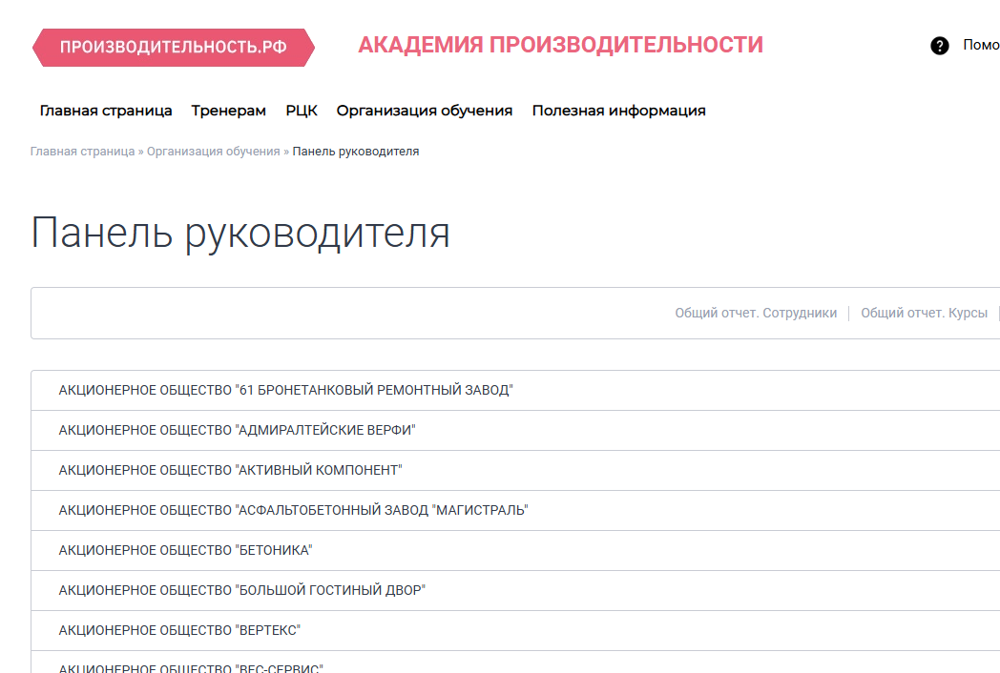 ПРОИЗВОДИТЕЛЬНОСТЬ.РФ
АКАДЕМИЯ ПРОИЗВОДИТЕЛЬНОСТИ
? Помо
Главная страница Тренерам РЦК Организация обучения Полезная информация
Главная страница » Организация обучения » Панель руководителя
Панель руководителя
Общий отчет. Сотрудники | Общий отчет. Курсы |
АКЦИОНЕРНОЕ ОБЩЕСТВО "61 БРОНЕТАНКОВЫЙ РЕМОНТНЫЙ ЗАВОД"
АКЦИОНЕРНОЕ ОБЩЕСТВО "АДМИРАЛТЕЙСКИЕ ВЕРФИ"
АКЦИОНЕРНОЕ ОБЩЕСТВО "АКТИВНЫЙ КОМПОНЕНТ"
АКЦИОНЕРНОЕ ОБЩЕСТВО "АСФАЛЬТОБЕТОННЫЙ ЗАВОД "МАГИСТРАЛЬ"
АКЦИОНЕРНОЕ ОБЩЕСТВО "БЕТОНИКА"
АКЦИОНЕРНОЕ ОБЩЕСТВО "БОЛЬШОЙ ГОСТИНЫЙ ДВОР"
АКЦИОНЕРНОЕ ОБЩЕСТВО "ВЕРТЕКС"
АКЦИОНЕРНОЕ ОБЩЕСТВО "ВЕС-СЕРВИС"